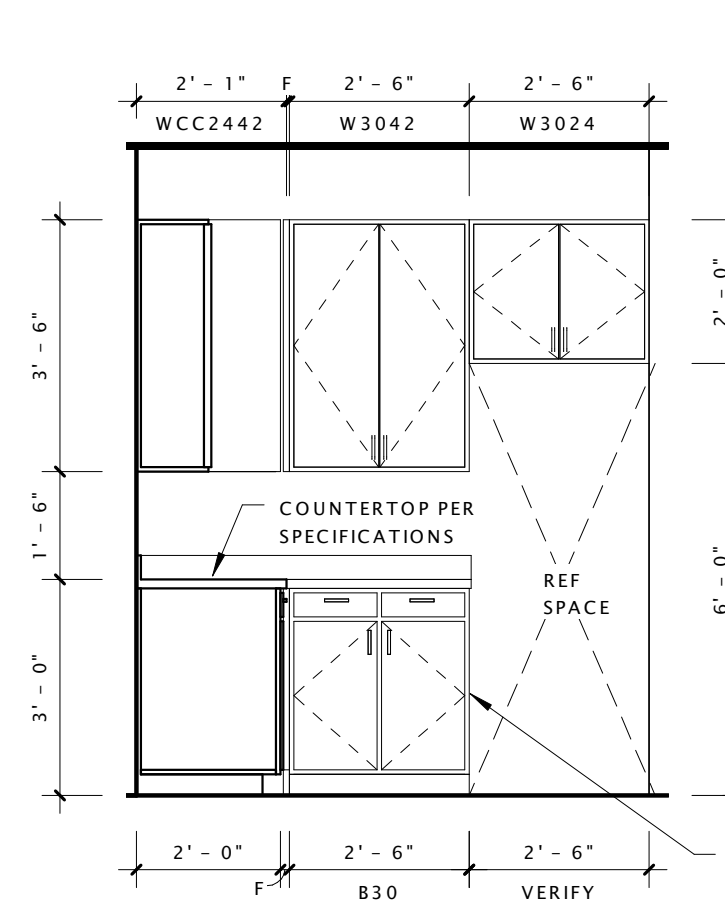 2' - 1" F 2' - 6" 2' - 6"
WCC2442 W3042 W3024
2' - 0"
3' - 6"
1' - 6"
COUNTERTOP PER
SPECIFICATIONS
REF
SPACE
6' - 0"
3' - 0"
2' - 0" 2' - 6" 2' - 6"
F B30 VERIFY